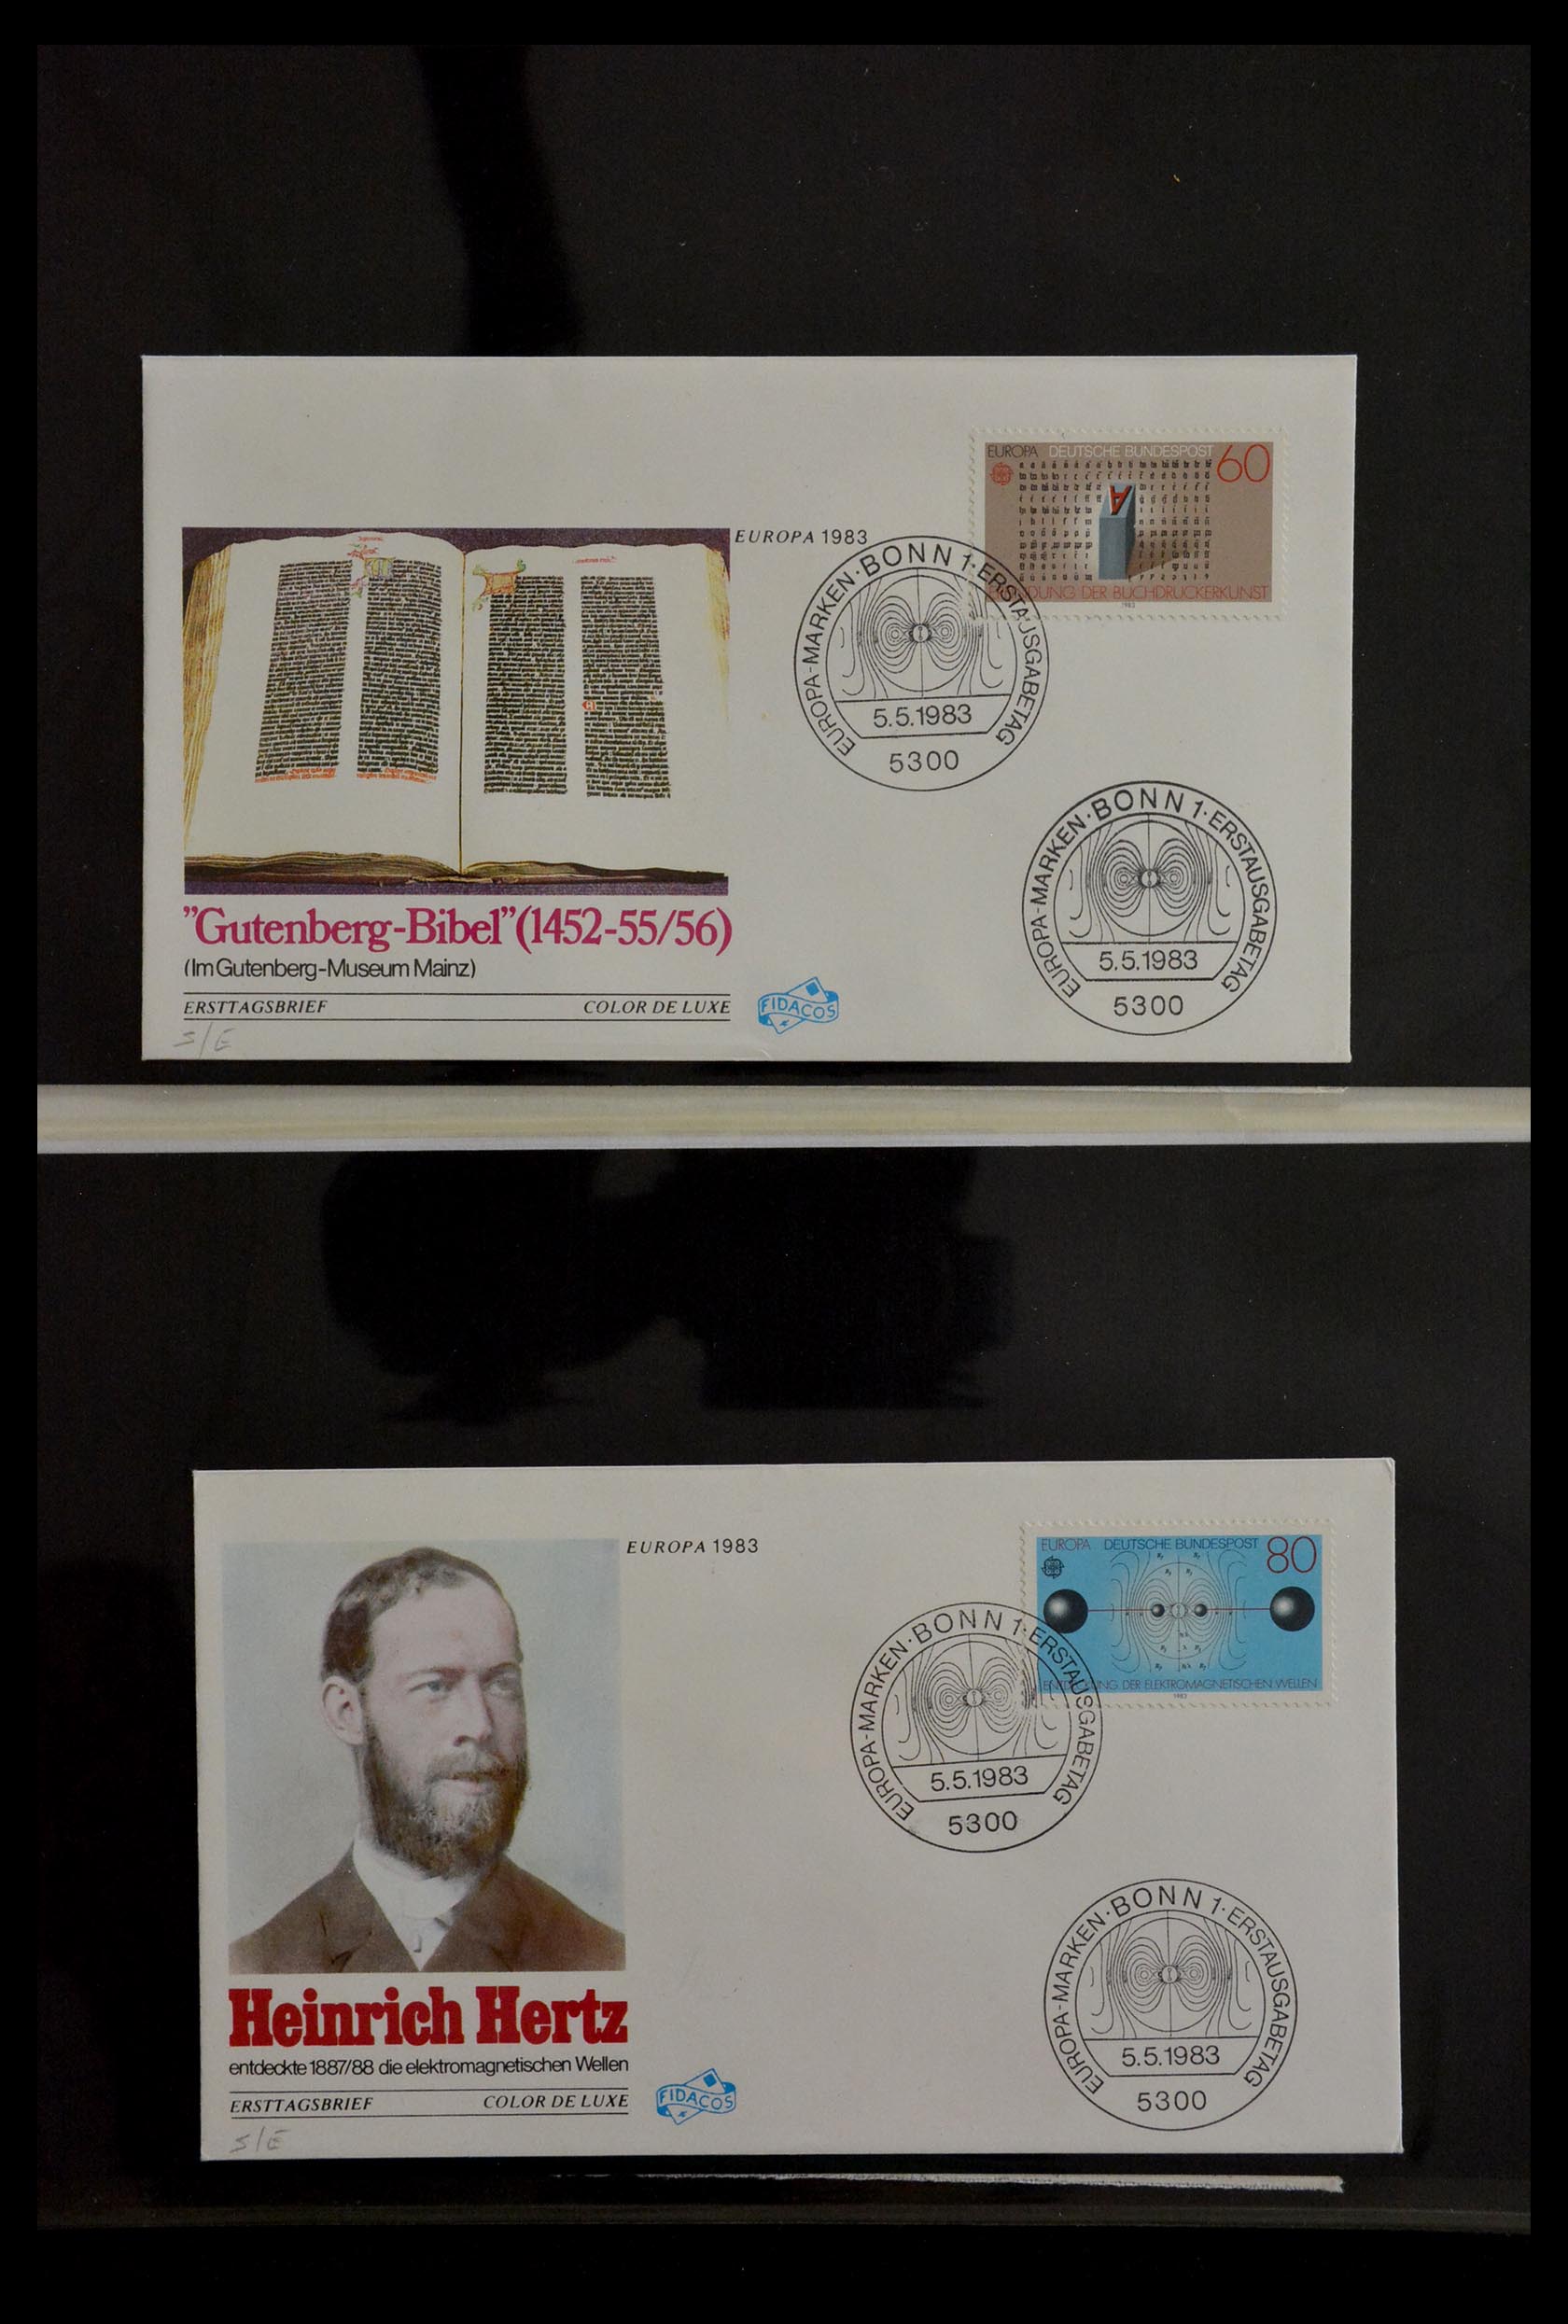 EUROPA DEUTSCHE BUNDESPOST 60
DUNG DER BUCHDRUCKERKUNST
1983
EUROPA 1983
EUROPA-MARKEN·BONN 1·ERSTAUSGABETAG
5.5.1983
5300
EUROPA-MARKEN·BONN 1·ERSTAUSGABETAG
5.5.1983
5300
"Gutenberg-Bibel"(1452-55/56)
(Im Gutenberg-Museum Mainz)
ERSTTAGSBRIEF COLOR DE LUXE
FIDACOS
S/E
EUROPA DEUTSCHE BUNDESPOST 80
DER ELEKTROMAGNETISCHEN WELLEN
1983
EUROPA 1983
EUROPA-MARKEN·BONN 1·ERSTAUSGABETAG
5.5.1983
5300
EUROPA-MARKEN·BONN 1·ERSTAUSGABETAG
5.5.1983
5300
Heinrich Hertz
entdeckte 1887/88 die elektromagnetischen Wellen
ERSTTAGSBRIEF COLOR DE LUXE
FIDACOS
S/E